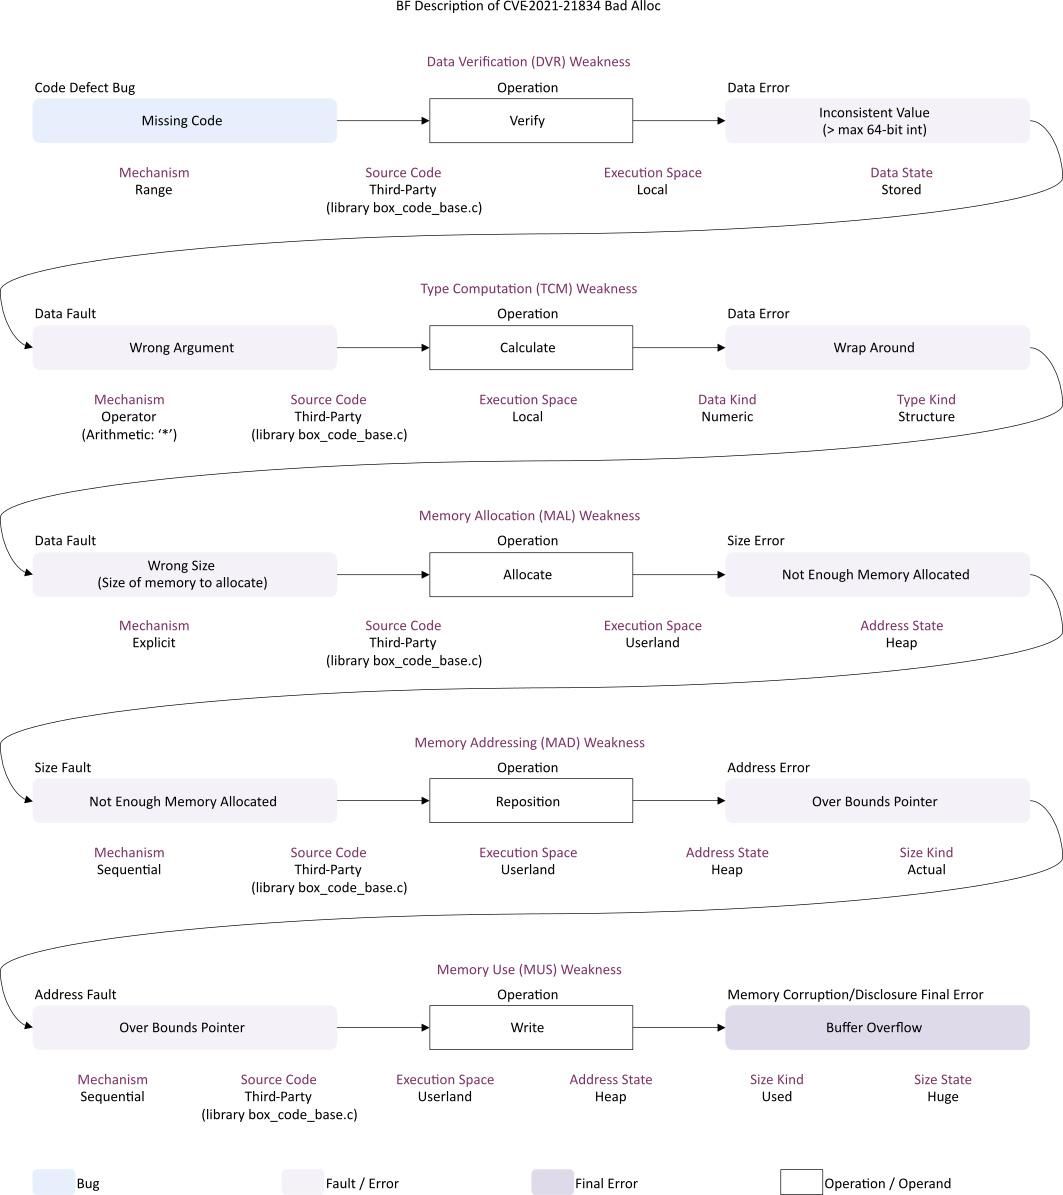 BF Description of CVE-2021-21834 Bad Alloc
Data Verification (DVR) Weakness
Code Defect Bug
Operation
Data Error
Missing Code
Verify
Inconsistent Value
(> max 64-bit int)
Mechanism
Range
Source Code
Third-Party
(library box_code_base.c)
Execution Space
Local
Data State
Stored
Type Computation (TCM) Weakness
Data Fault
Operation
Data Error
Wrong Argument
Calculate
Wrap Around
Mechanism
Operator
(Arithmetic: ‘*’)
Source Code
Third-Party
(library box_code_base.c)
Execution Space
Local
Data Kind
Numeric
Type Kind
Structure
Memory Allocation (MAL) Weakness
Data Fault
Operation
Size Error
Wrong Size
(Size of memory to allocate)
Allocate
Not Enough Memory Allocated
Mechanism
Explicit
Source Code
Third-Party
(library box_code_base.c)
Execution Space
Userland
Address State
Heap
Memory Addressing (MAD) Weakness
Size Fault
Operation
Address Error
Not Enough Memory Allocated
Reposition
Over Bounds Pointer
Mechanism
Sequential
Source Code
Third-Party
(library box_code_base.c)
Execution Space
Userland
Address State
Heap
Size Kind
Actual
Memory Use (MUS) Weakness
Address Fault
Operation
Memory Corruption/Disclosure Final Error
Over Bounds Pointer
Write
Buffer Overflow
Mechanism
Sequential
Source Code
Third-Party
(library box_code_base.c)
Execution Space
Userland
Address State
Heap
Size Kind
Used
Size State
Huge
Bug
Fault / Error
Final Error
Operation / Operand